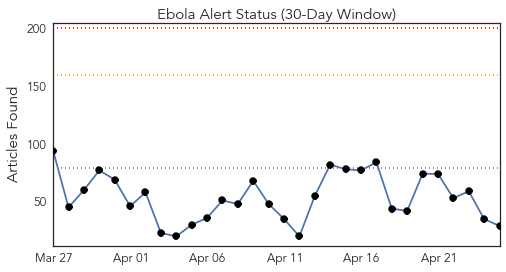 Ebola Alert Status (30-Day Window)
200
150
100
50
Articles Found
Mar 27 Apr 01 Apr 06 Apr 11 Apr 16 Apr 21